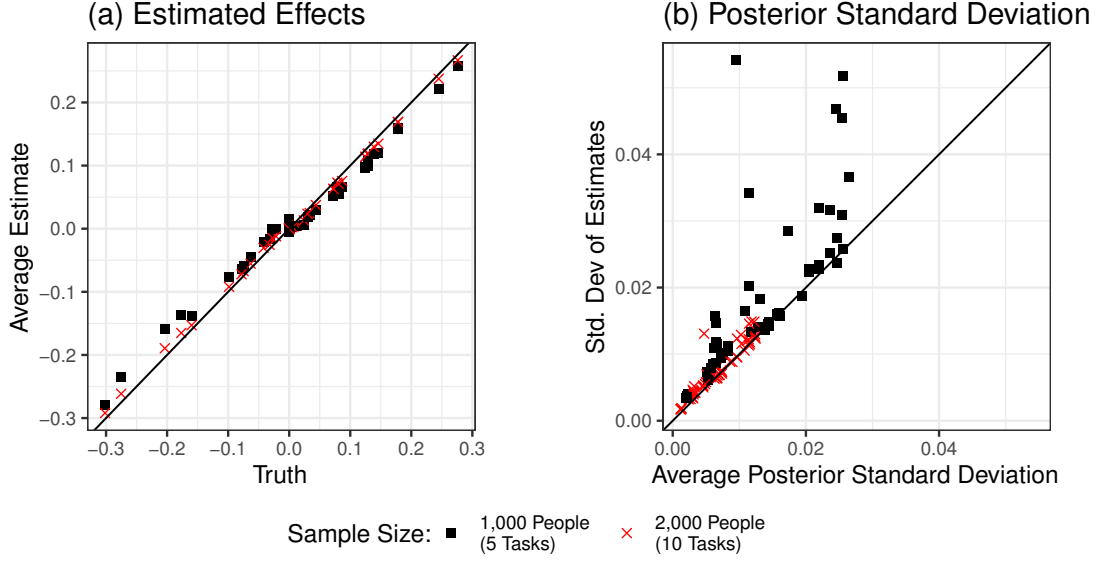 (a) Estimated Effects
(b) Posterior Standard Deviation
Average Estimate
0.2
0.1
0.0
−0.1
−0.2
−0.3
−0.3
−0.2
−0.1
0.0
0.1
0.2
0.3
Truth
Std. Dev of Estimates
0.04
0.02
0.00
0.00
0.02
0.04
Average Posterior Standard Deviation
Sample Size:
1,000 People
(5 Tasks)
2,000 People
(10 Tasks)